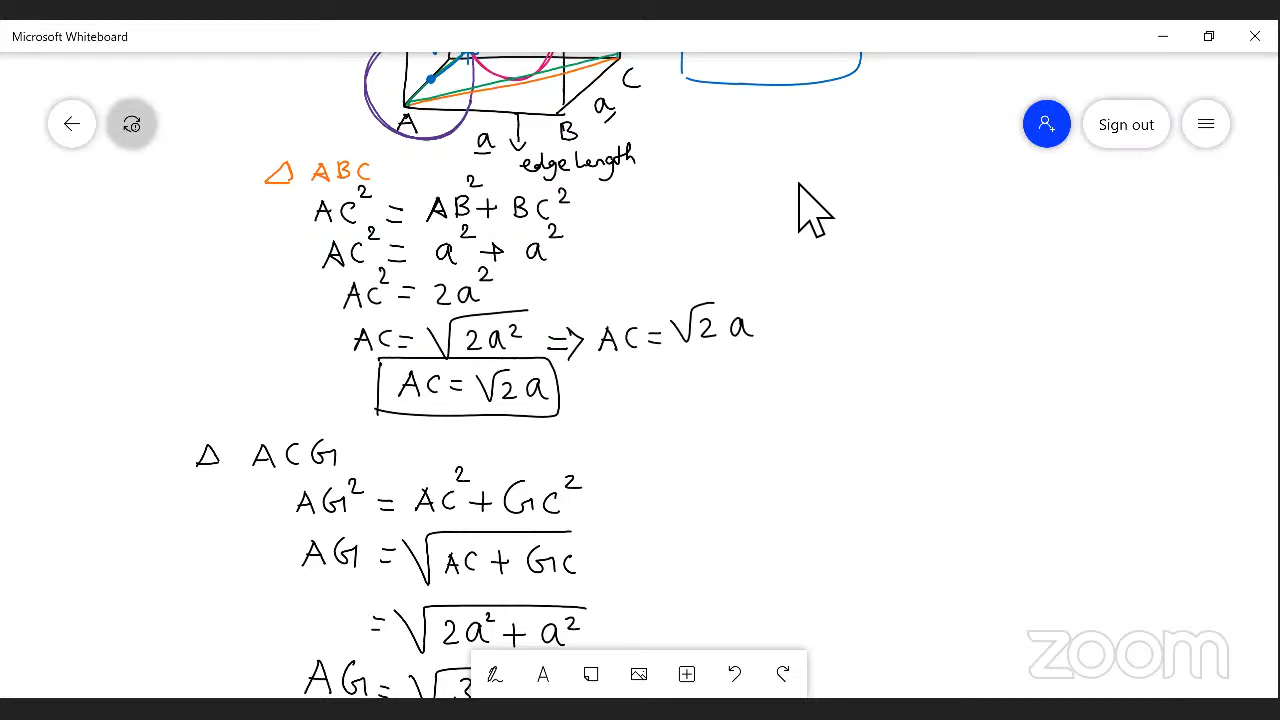 Microsoft Whiteboard
C
A
a
B
a
edge length
Sign out
Δ ABC
AC² = AB² + BC²
AC² = a² + a²
AC² = 2a²
AC = √2a² => AC = √2 a
AC = √2 a
Δ ACG
AG² = AC² + GC²
AG = √AC + GC
= √2a² + a²
AG = √3
zoom